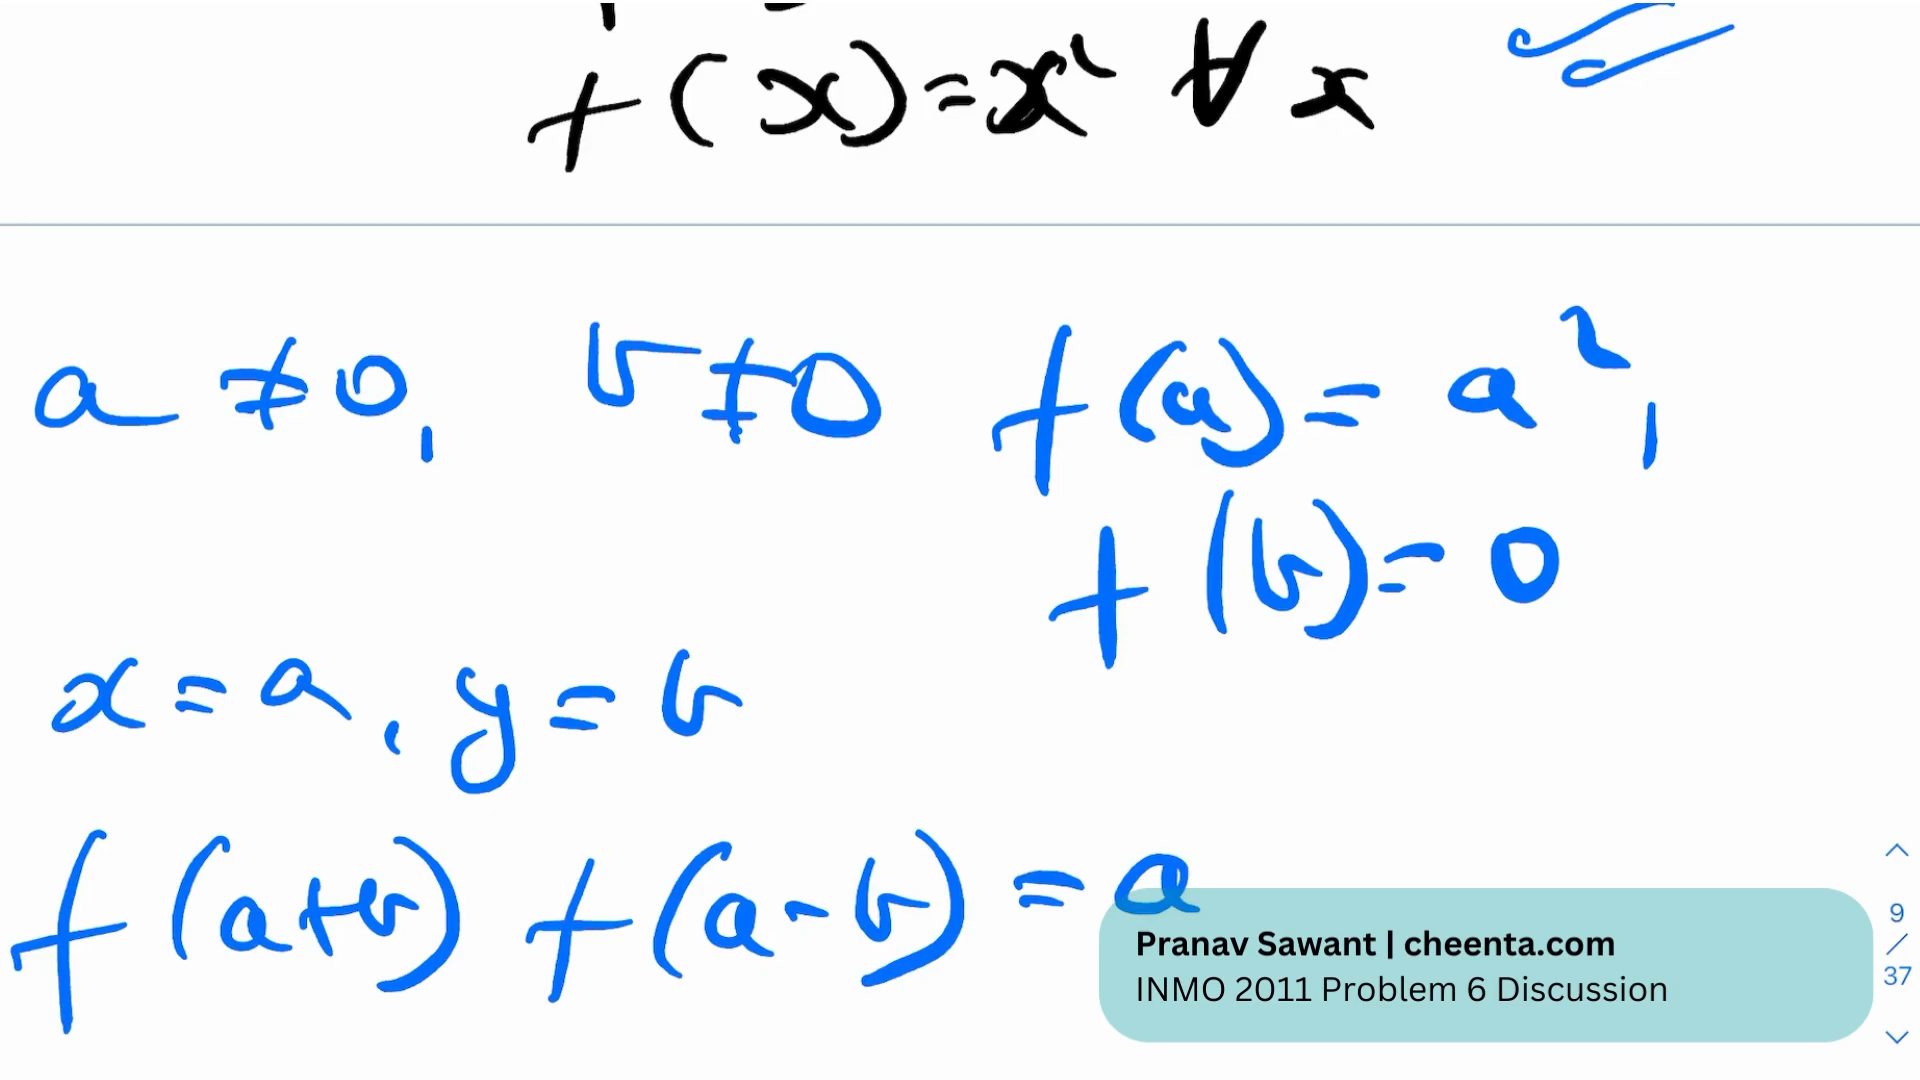 f(x)=x² ∀ x
a ≠ 0, b ≠ 0 f(a) = a²,
f(b) = 0
x = a, y = b
f(a+b) f(a-b) = a
Pranav Sawant | cheenta.com
INMO 2011 Problem 6 Discussion
9
/
37